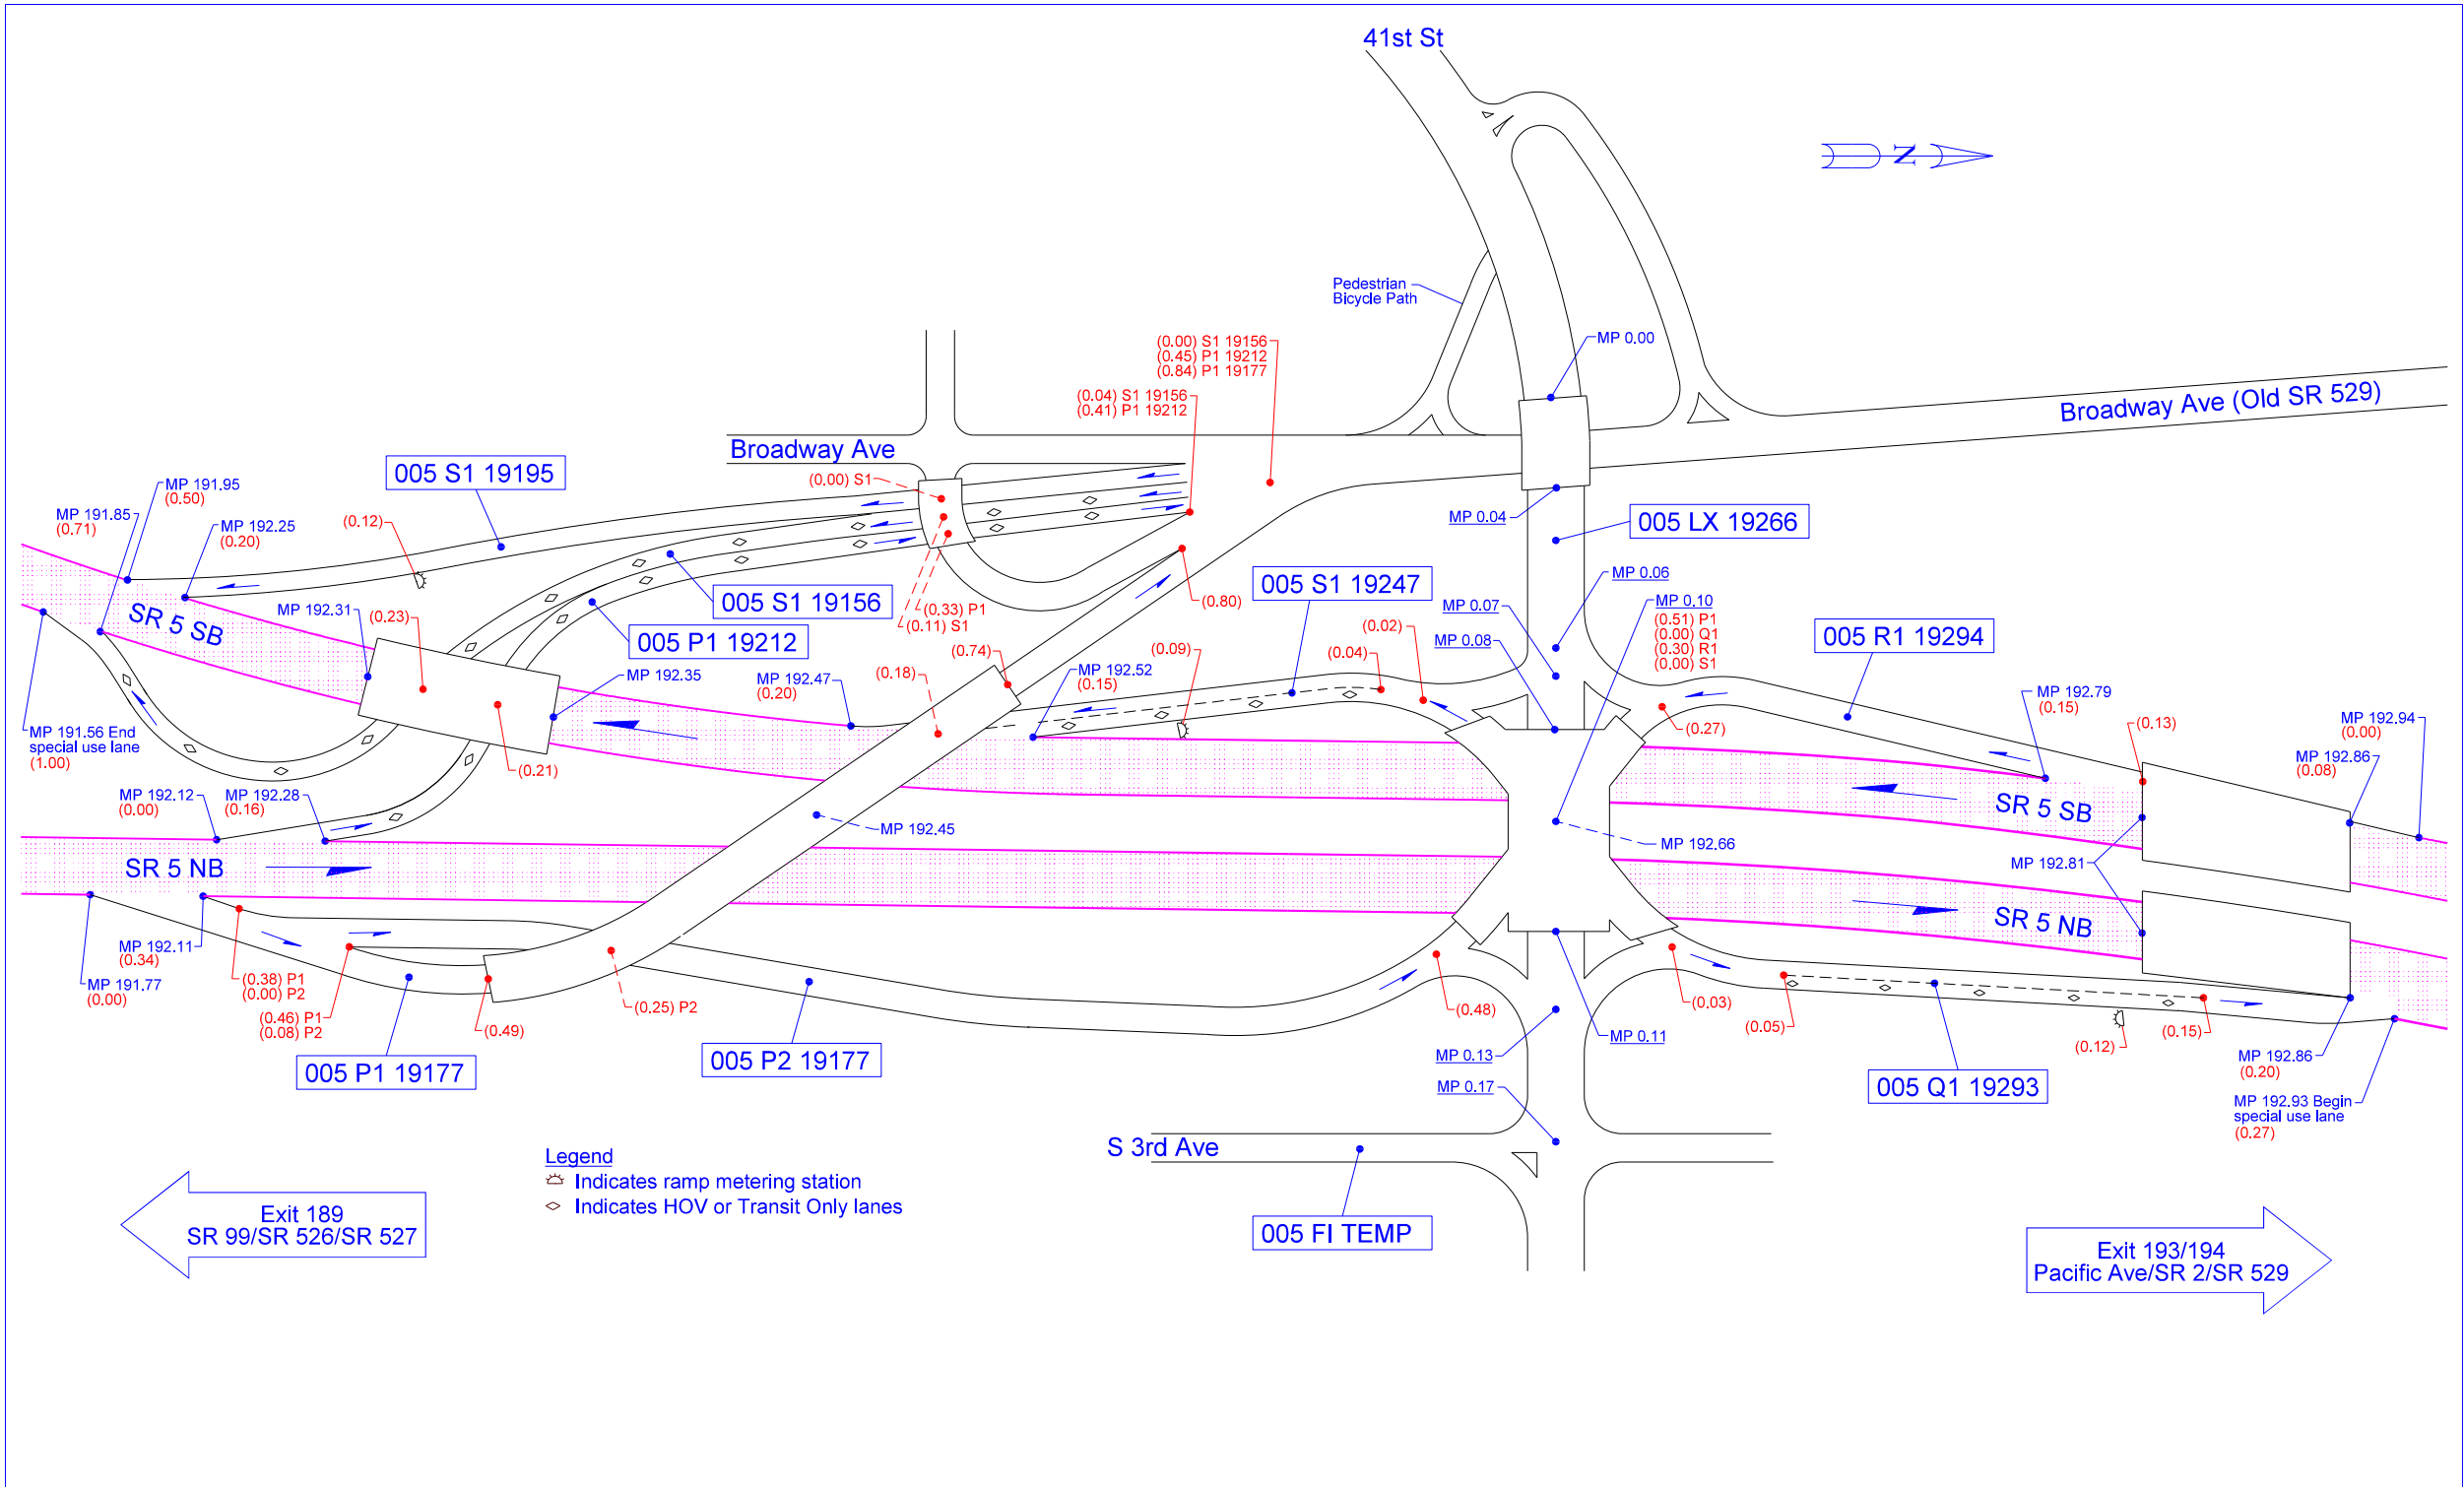 41st St
N
Pedestrian
Bicycle Path
MP 0.00
(0.00) S1 19156
(0.45) P1 19212
(0.84) P1 19177
(0.04) S1 19156
(0.41) P1 19212
Broadway Ave (Old SR 529)
Broadway Ave
005 S1 19195
(0.00) S1
MP 191.95
(0.50)
MP 191.85
(0.71)
MP 192.25
(0.20)
(0.12)
MP 0.04
005 LX 19266
005 S1 19247
MP 0.06
MP 0.07
MP 0.10
(0.51) P1
(0.00) Q1
(0.30) R1
(0.00) S1
MP 0.08
005 S1 19156
(0.33) P1
(0.11) S1
(0.80)
MP 192.31
SR 5 SB
(0.23)
005 P1 19212
(0.02)
005 R1 19294
(0.74)
(0.09)
(0.04)
MP 192.35
MP 192.47
(0.20)
(0.18)
MP 192.52
(0.15)
MP 192.79
(0.15)
(0.27)
(0.13)
MP 192.94
(0.00)
MP 192.86
(0.08)
MP 191.56 End
special use lane
(1.00)
(0.21)
MP 192.12
(0.00)
MP 192.28
(0.16)
SR 5 SB
MP 192.45
MP 192.66
MP 192.81
SR 5 NB
SR 5 NB
MP 192.11
(0.34)
MP 191.77
(0.00)
(0.38) P1
(0.00) P2
(0.46) P1
(0.08) P2
(0.49)
(0.25) P2
(0.48)
(0.03)
(0.05)
MP 0.11
(0.12)
(0.15)
MP 0.13
MP 192.86
(0.20)
005 P1 19177
005 P2 19177
MP 0.17
005 Q1 19293
MP 192.93 Begin
special use lane
(0.27)
S 3rd Ave
Legend
Indicates ramp metering station
Indicates HOV or Transit Only lanes
Exit 189
SR 99/SR 526/SR 527
005 FI TEMP
Exit 193/194
Pacific Ave/SR 2/SR 529